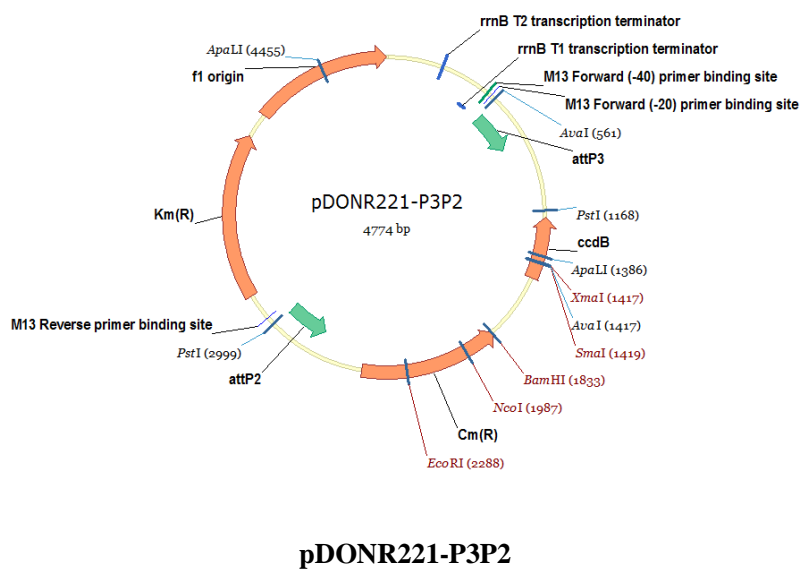 rrnB T2 transcription terminator
rrnB T1 transcription terminator
M13 Forward (-40) primer binding site
M13 Forward (-20) primer binding site
AvaI (561)
attP3
PstI (1168)
ccdB
ApaLI (1386)
XmaI (1417)
AvaI (1417)
SmaI (1419)
BamHI (1833)
NcoI (1987)
Cm(R)
EcoRI (2288)
attP2
PstI (2999)
M13 Reverse primer binding site
Km(R)
f1 origin
ApaLI (4455)
pDONR221-P3P2
4774 bp
pDONR221-P3P2